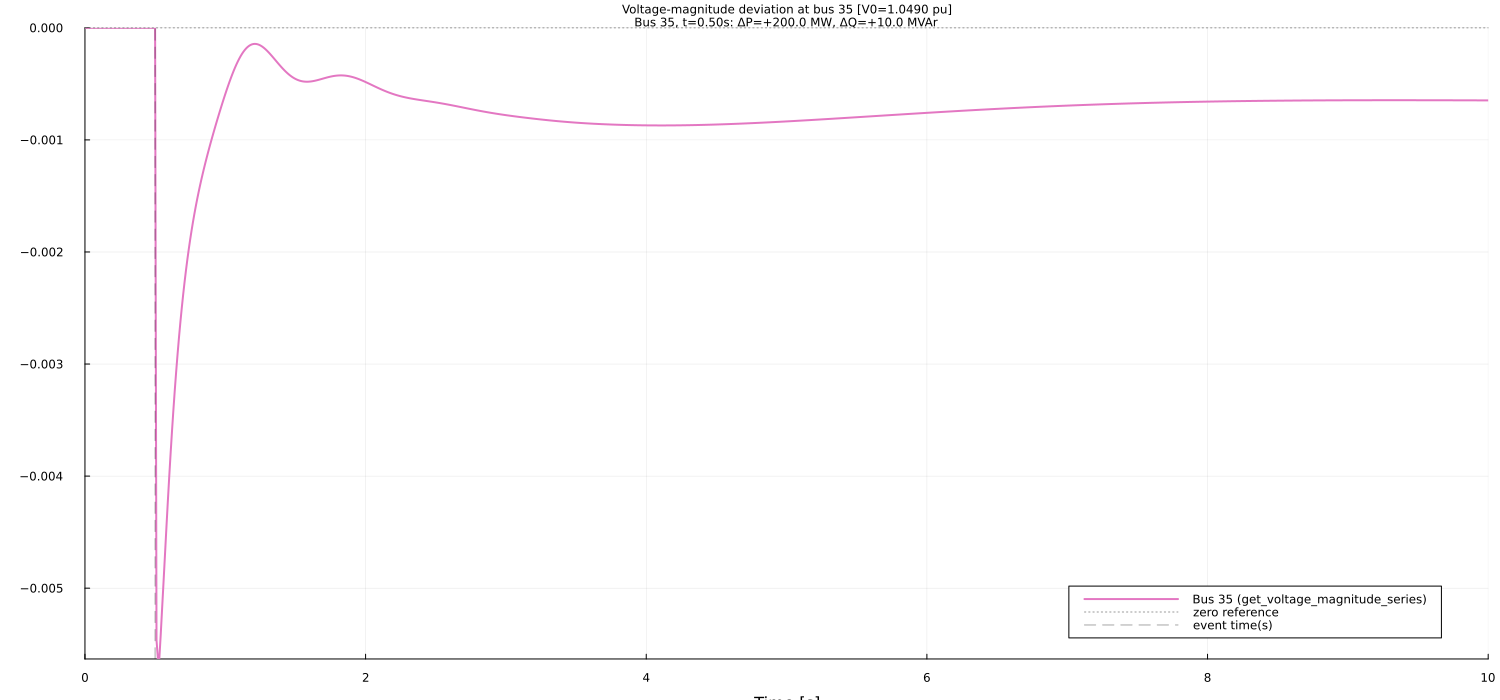 Voltage-magnitude deviation at bus 35 [V0=1.0490 pu]
Bus 35, t=0.50s: ΔP=+200.0 MW, ΔQ=+10.0 MVAr
0.000
−0.001
−0.002
−0.003
−0.004
−0.005
Bus 35 (get_voltage_magnitude_series)
zero reference
event time(s)
0 2 4 6 8 10
Time [s]